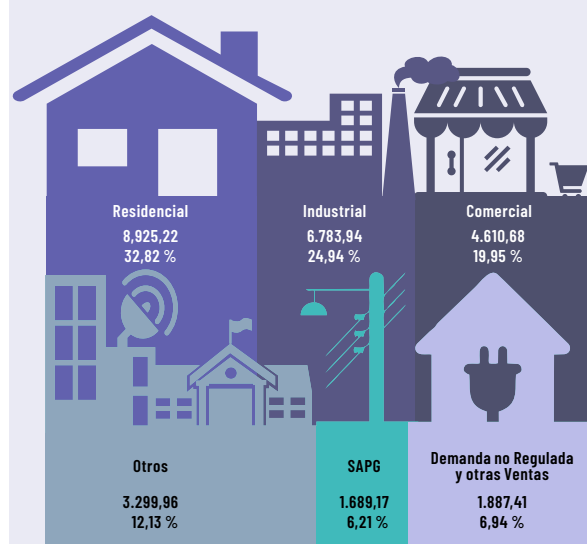 Residencial
8,925,22
32,82 %
Industrial
6.783,94
24,94 %
Comercial
4.610,68
19,95 %
Otros
3.299,96
12,13 %
SAPG
1.689,17
6,21 %
Demanda no Regulada
y otras Ventas
1.887,41
6,94 %